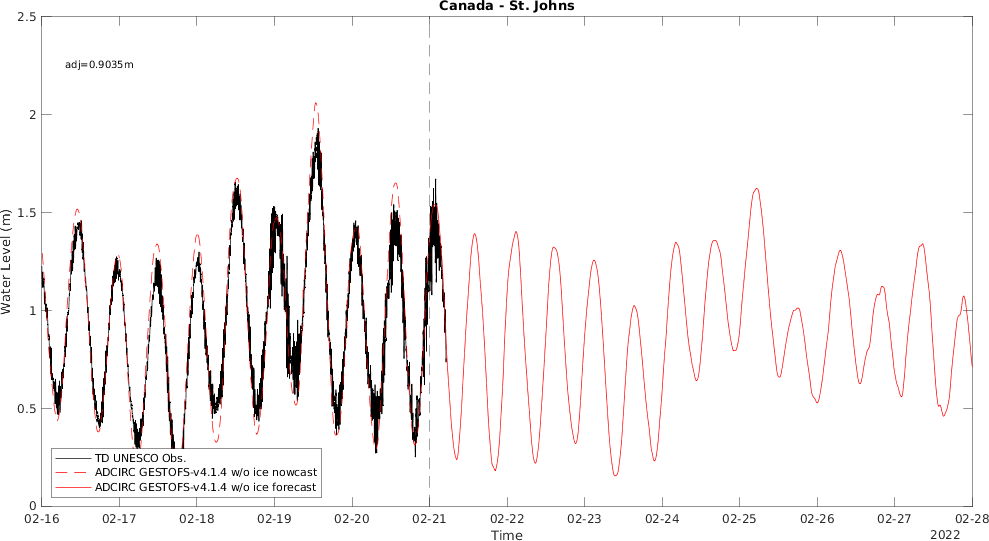 Canada - St. Johns
2.5
adj=0.9035m
2
1.5
Water Level (m)
1
0.5
TD UNESCO Obs.
ADCIRC GESTOFS-v4.1.4 w/o ice nowcast
ADCIRC GESTOFS-v4.1.4 w/o ice forecast
0
02-16 02-17 02-18 02-19 02-20 02-21 02-22 02-23 02-24 02-25 02-26 02-27 02-28
Time
2022